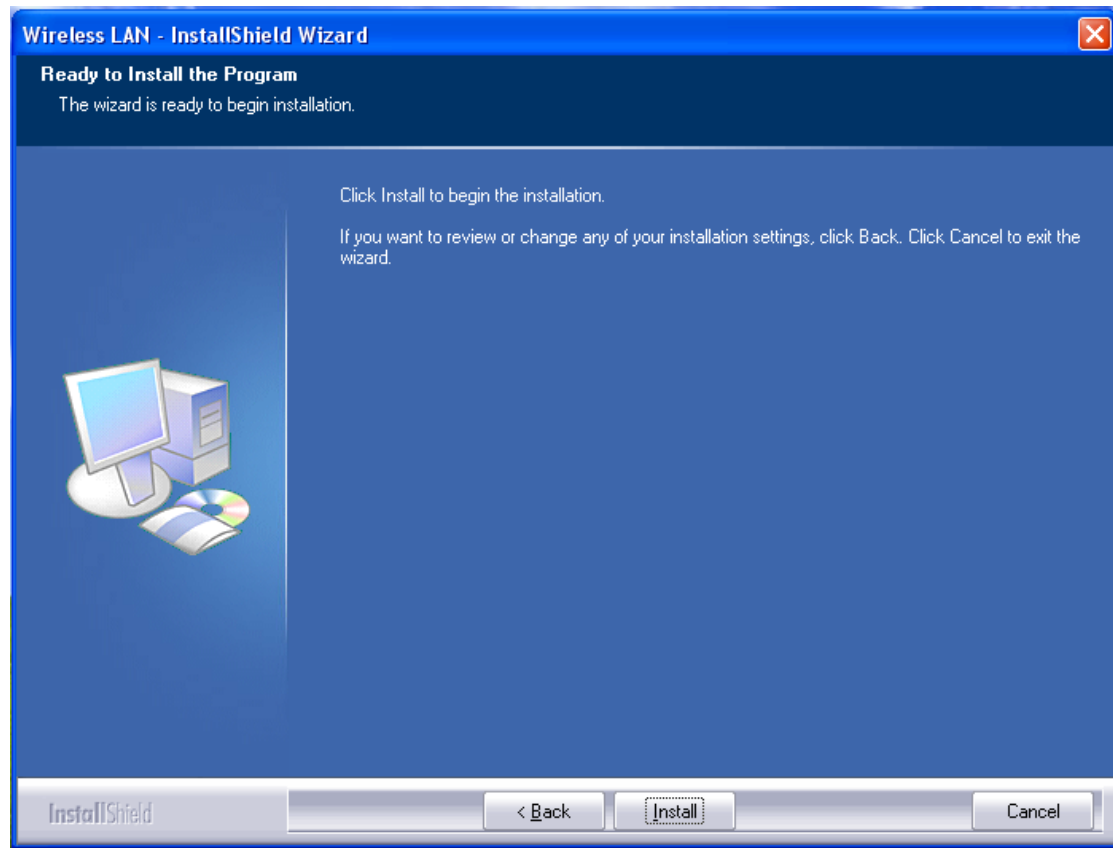 Wireless LAN - InstallShield Wizard
Ready to Install the Program
The wizard is ready to begin installation.
Click Install to begin the installation.
If you want to review or change any of your installation settings, click Back. Click Cancel to exit the
wizard.
InstallShield
< Back
Install
Cancel